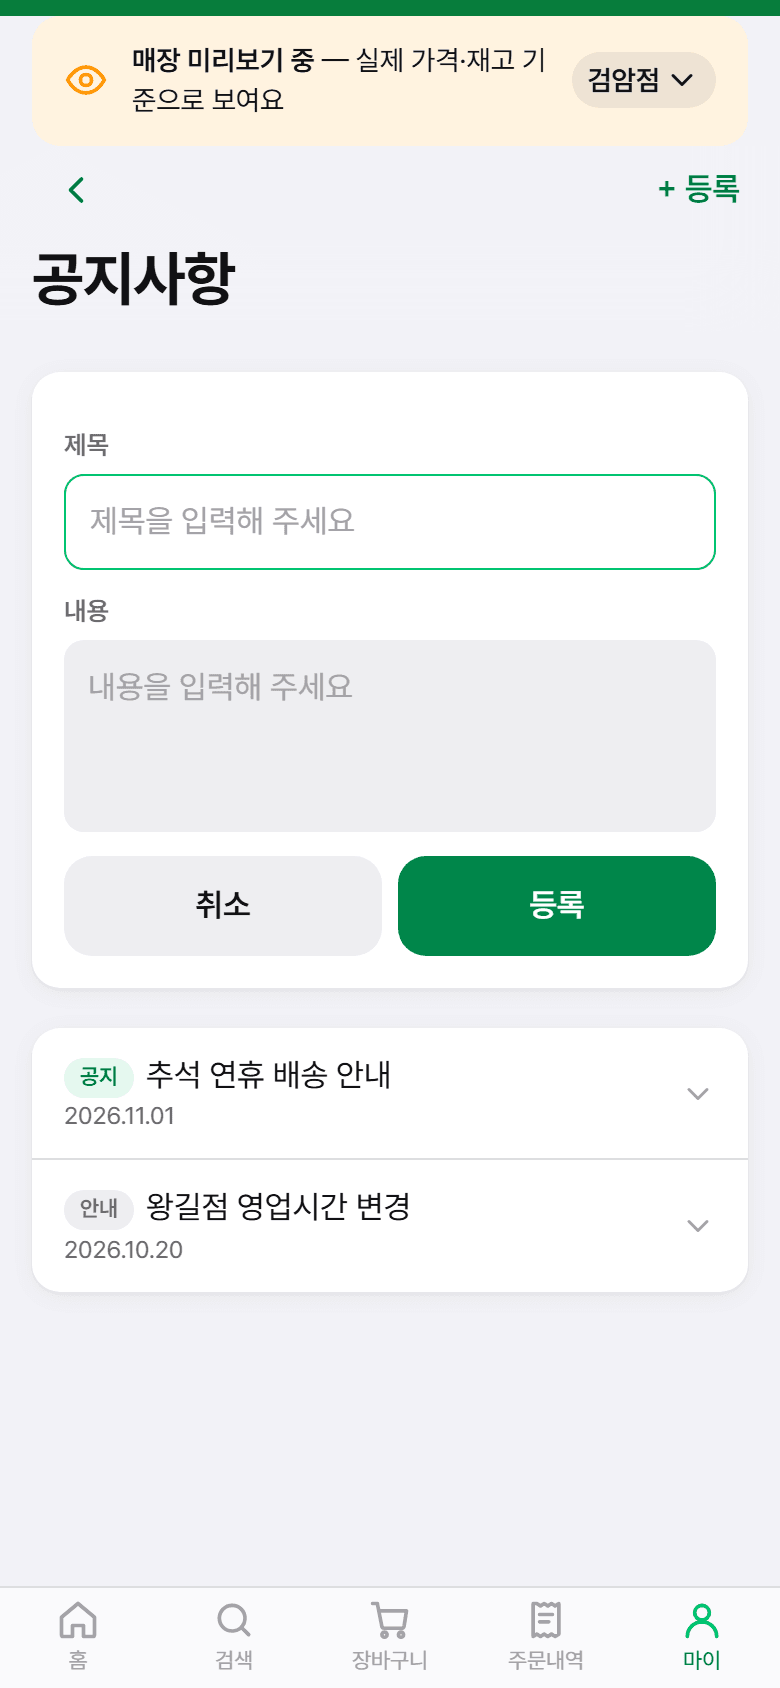 매장 미리보기 중 — 실제 가격·재고 기
준으로 보여요
검암점
+ 등록
공지사항
제목
제목을 입력해 주세요
내용
내용을 입력해 주세요
취소
등록
공지 추석 연휴 배송 안내
2026.11.01
안내 왕길점 영업시간 변경
2026.10.20
홈
검색
장바구니
주문내역
마이